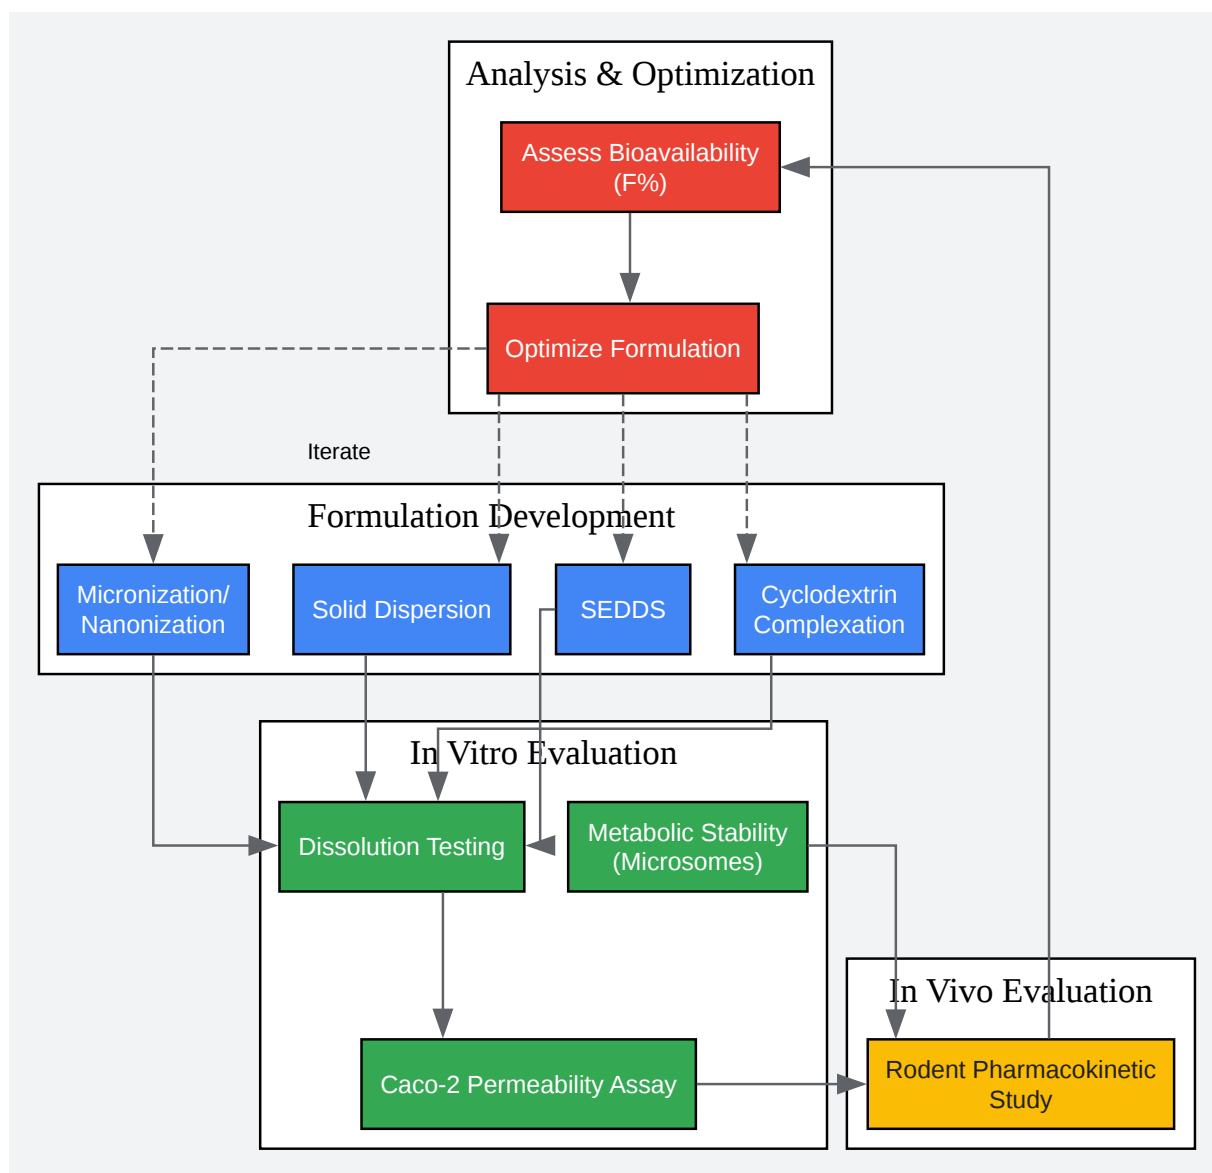 Analysis & Optimization
Assess Bioavailability
(F%)
Optimize Formulation
Iterate
Formulation Development
Micronization/
Nanonization
Solid Dispersion
SEDDS
Cyclodextrin
Complexation
In Vitro Evaluation
Dissolution Testing
Metabolic Stability
(Microsomes)
In Vivo Evaluation
Caco-2 Permeability Assay
Rodent Pharmacokinetic
Study